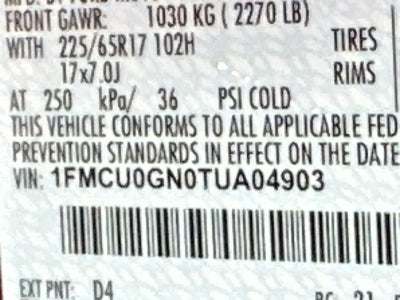 FRONT GAWR: 1030 KG ( 2270 LB)
WITH 225/65R17 102H TIRES
17x7.0J RIMS
AT 250 kPa/ 36 PSI COLD
THIS VEHICLE CONFORMS TO ALL APPLICABLE FED
PREVENTION STANDARDS IN EFFECT ON THE DATE
VIN: 1FMCU0GN0TUA04903
EXT PNT: D4